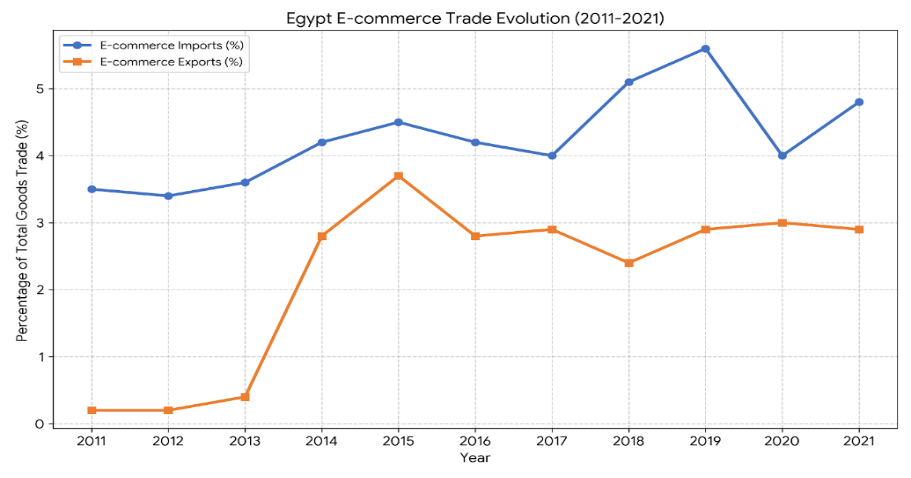 Egypt E-commerce Trade Evolution (2011-2021)
E-commerce Imports (%)
E-commerce Exports (%)
Percentage of Total Goods Trade (%)
5
4
3
2
1
0
2011 2012 2013 2014 2015 2016 2017 2018 2019 2020 2021
Year